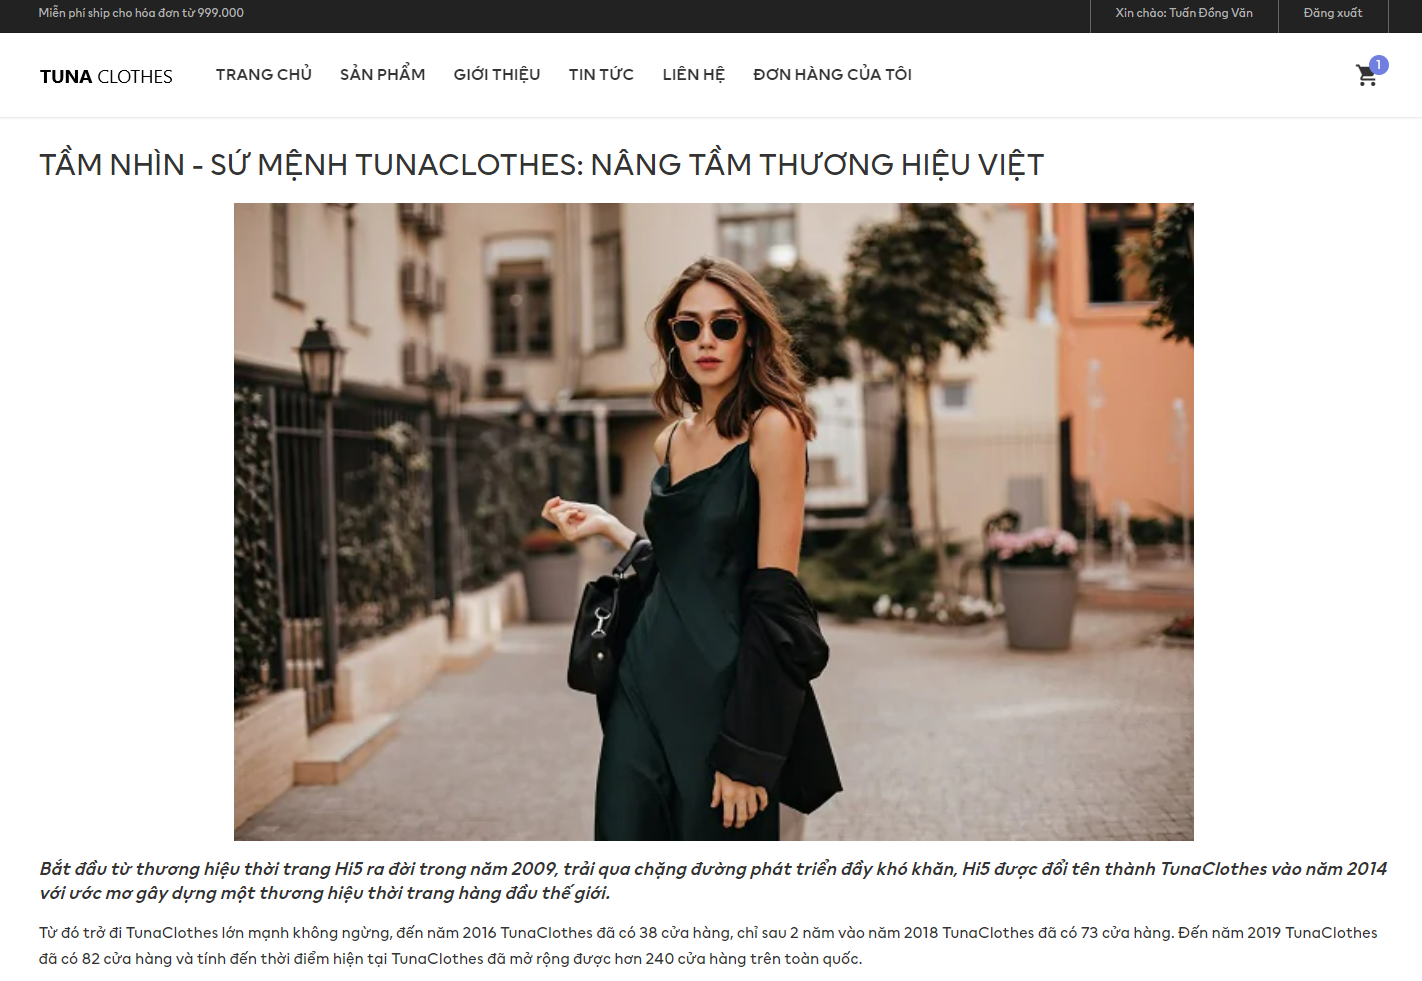 Miễn phí ship cho hóa đơn từ 999.000
Xin chào: Tuấn Đồng Văn
Đăng xuất
TUNA CLOTHES
TRANG CHỦ
SẢN PHẨM
GIỚI THIỆU
TIN TỨC
LIÊN HỆ
ĐƠN HÀNG CỦA TÔI
1
TẦM NHÌN - SỨ MỆNH TUNACLOTHES: NÂNG TẦM THƯƠNG HIỆU VIỆT
Bắt đầu từ thương hiệu thời trang Hi5 ra đời trong năm 2009, trải qua chặng đường phát triển đầy khó khăn, Hi5 được đổi tên thành TunaClothes vào năm 2014
với ước mơ gây dựng một thương hiệu thời trang hàng đầu thế giới.
Từ đó trở đi TunaClothes lớn mạnh không ngừng, đến năm 2016 TunaClothes đã có 38 cửa hàng, chỉ sau 2 năm vào năm 2018 TunaClothes đã có 73 cửa hàng. Đến năm 2019 TunaClothes
đã có 82 cửa hàng và tính đến thời điểm hiện tại TunaClothes đã mở rộng được hơn 240 cửa hàng trên toàn quốc.